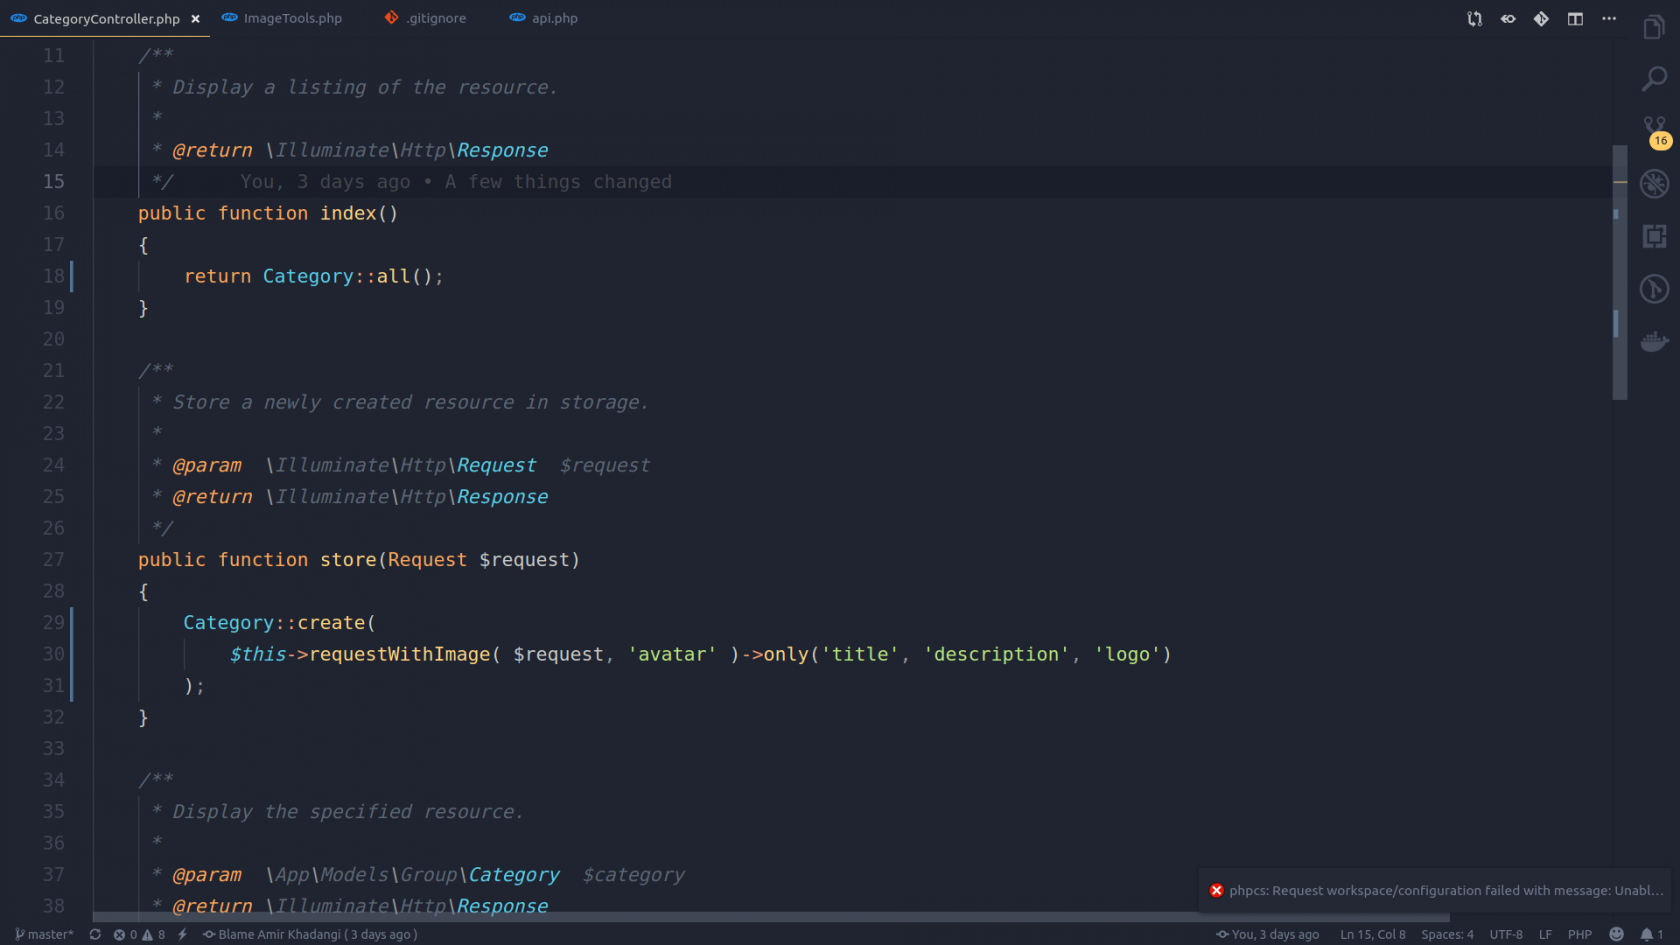 CategoryController.php × ImageTools.php .gitignore api.php
16
11 /**
12 * Display a listing of the resource.
13 *
14 * @return \Illuminate\Http\Response
15 */ You, 3 days ago • A few things changed
16 public function index()
17 {
18 return Category::all();
19 }
20
21 /**
22 * Store a newly created resource in storage.
23 *
24 * @param  \Illuminate\Http\Request  $request
25 * @return \Illuminate\Http\Response
26 */
27 public function store(Request $request)
28 {
29 Category::create(
30 $this->requestWithImage( $request, 'avatar' )->only('title', 'description', 'logo')
31 );
32 }
33
34 /**
35 * Display the specified resource.
36 *
37 * @param  \App\Models\Group\Category  $category
38 * @return \Illuminate\Http\Response
phpcs: Request workspace/configuration failed with message: Unabl...
master* 0 8 Blame Amir Khadangi ( 3 days ago ) You, 3 days ago Ln 15, Col 8 Spaces: 4 UTF-8 LF PHP 1